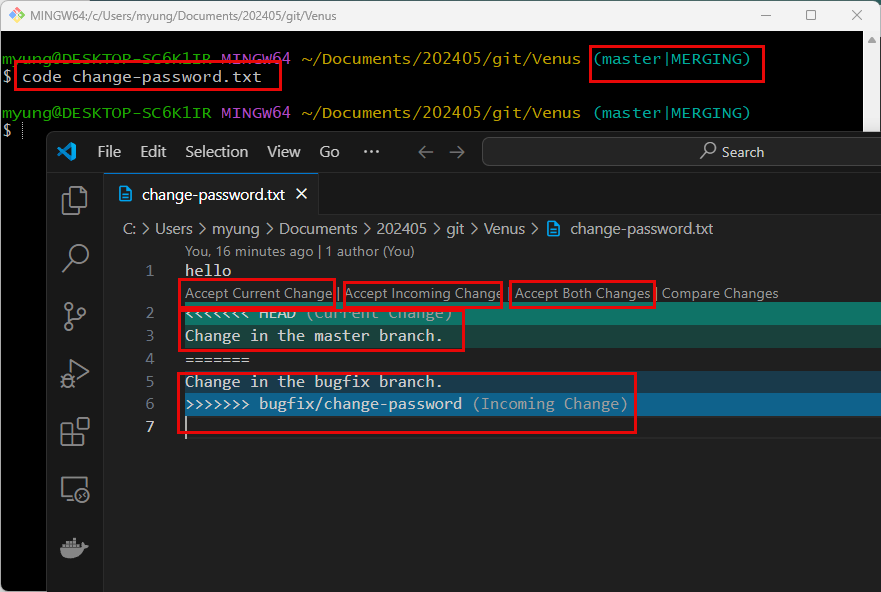 MINGW64:/c/Users/myung/Documents/202405/git/Venus
myung@DESKTOP-SC6K1IR MINGW64 ~/Documents/202405/git/Venus (master|MERGING)
$ code change-password.txt
myung@DESKTOP-SC6K1IR MINGW64 ~/Documents/202405/git/Venus (master|MERGING)
$
File Edit Selection View Go ··· Search
change-password.txt
C: > Users > myung > Documents > 202405 > git > Venus > change-password.txt
You, 16 minutes ago | 1 author (You)
1 hello
Accept Current Change | Accept Incoming Change | Accept Both Changes | Compare Changes
2 <<<<<<< HEAD (Current Change)
3 Change in the master branch.
4 =======
5 Change in the bugfix branch.
6 >>>>>>> bugfix/change-password (Incoming Change)
7